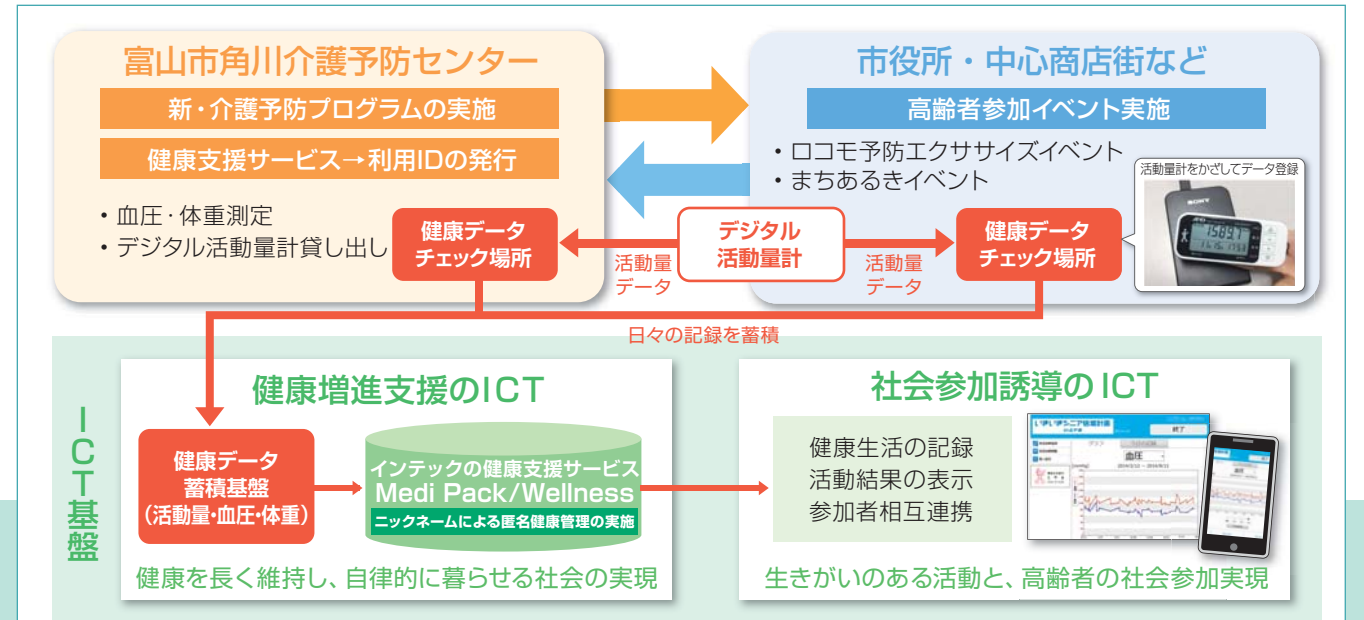 富山市角川介護予防センター
新・介護予防プログラムの実施
健康支援サービス→利用IDの発行
・血圧・体重測定
・デジタル活動量計貸し出し
健康データ
チェック場所
市役所・中心商店街など
高齢者参加イベント実施
・ロコモ予防エクササイズイベント
・まちあるきイベント
活動量計をかざしてデータ登録
SONY
デジタル
活動量計
活動量
データ
活動量
データ
健康データ
チェック場所
日々の記録を蓄積
ICT基盤
健康増進支援のICT
健康データ
蓄積基盤
（活動量・血圧・体重）
インテックの健康支援サービス
Medi Pack/Wellness
ニックネームによる匿名健康管理の実施
健康を長く維持し、自律的に暮らせる社会の実現
社会参加誘導のICT
健康生活の記録
活動結果の表示
参加者相互連携
終了
グラフ
血圧
血圧
生きがいのある活動と、高齢者の社会参加実現